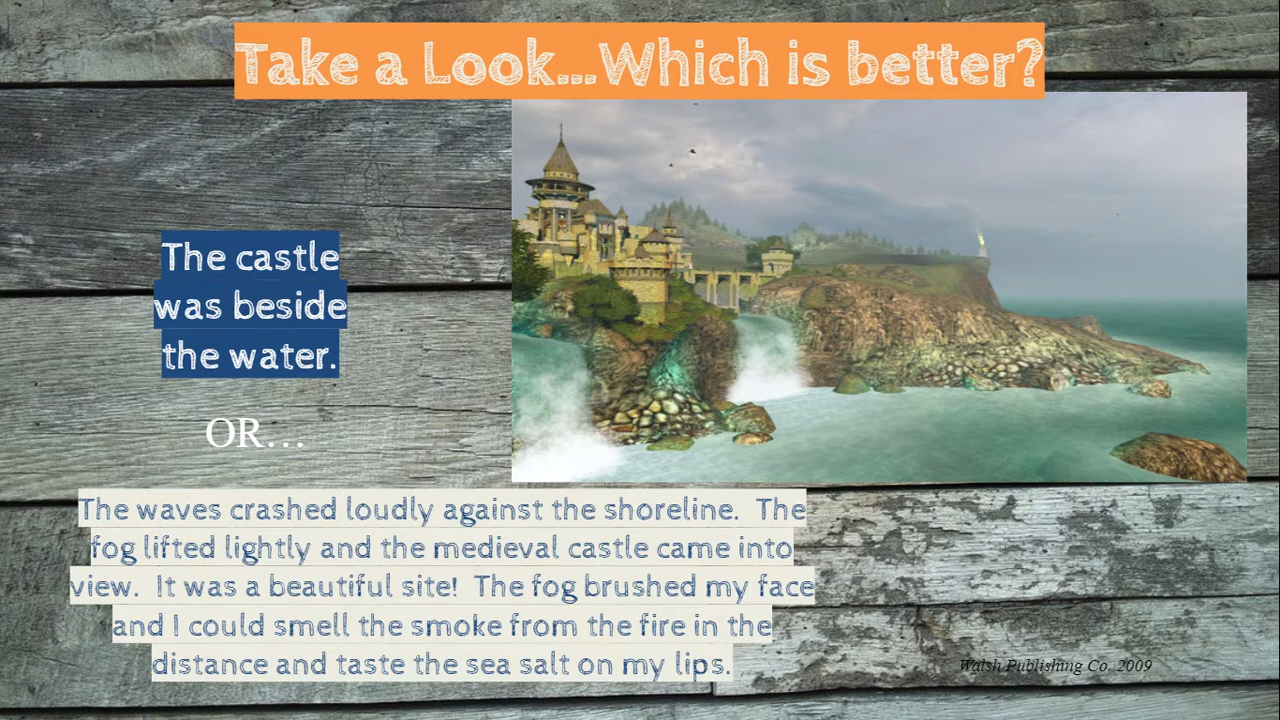 Take a Look...Which is better?
The castle
was beside
the water.
OR…
The waves crashed loudly against the shoreline.  The
fog lifted lightly and the medieval castle came into
view.  It was a beautiful site!  The fog brushed my face
and I could smell the smoke from the fire in the
distance and taste the sea salt on my lips.
Walsh Publishing Co. 2009